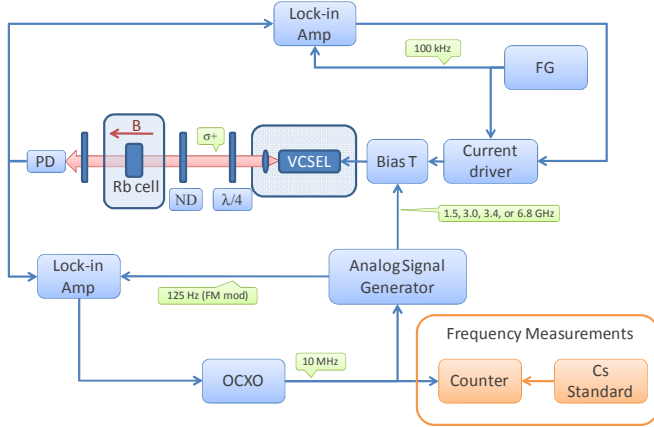 Lock-in
Amp
100 kHz
FG
B
σ+
PD
Rb cell
VCSEL
Bias T
Current
driver
ND
λ/4
1.5, 3.0, 3.4, or 6.8 GHz
Lock-in
Amp
125 Hz (FM mod)
Analog Signal
Generator
Frequency Measurements
10 MHz
OCXO
Counter
Cs
Standard